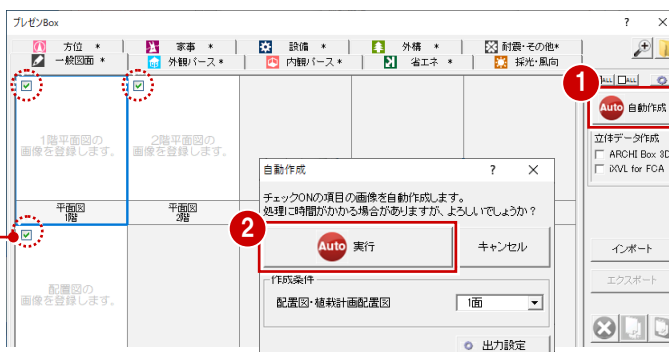 プレゼンBox
? ×
方位 * 家事 * 設備 * 外構 * 耐震・その他*
一般図面 * 外観パース * 内観パース * 省エネ * 採光・風向
1
ALL ALL
Auto 自動作成
1階平面図の
画像を登録します。
2階平面図の
画像を登録します。
立体データ作成
ARCHI Box 3D
iXVL for FCA
平面図
1階
平面図
2階
自動作成 ? ×
チェックONの項目の画像を自動作成します。
処理に時間がかかる場合がありますが、よろしいでしょうか?
2
Auto 実行 キャンセル
作成条件
配置図・植栽計画配置図 1面
出力設定
配置図の
画像を登録します。
インポート
エクスポート